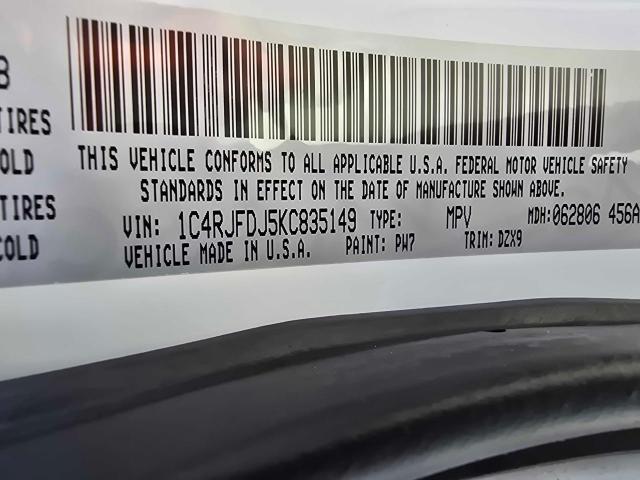 8
TIRES
COLD
TIRES
COLD
THIS VEHICLE CONFORMS TO ALL APPLICABLE U.S.A. FEDERAL MOTOR VEHICLE SAFETY
STANDARDS IN EFFECT ON THE DATE OF MANUFACTURE SHOWN ABOVE.
VIN: 1C4RJFDJ5KC835149 TYPE: MPV MDH:062806 456A
VEHICLE MADE IN U.S.A. PAINT: PW7 TRIM: DZX9